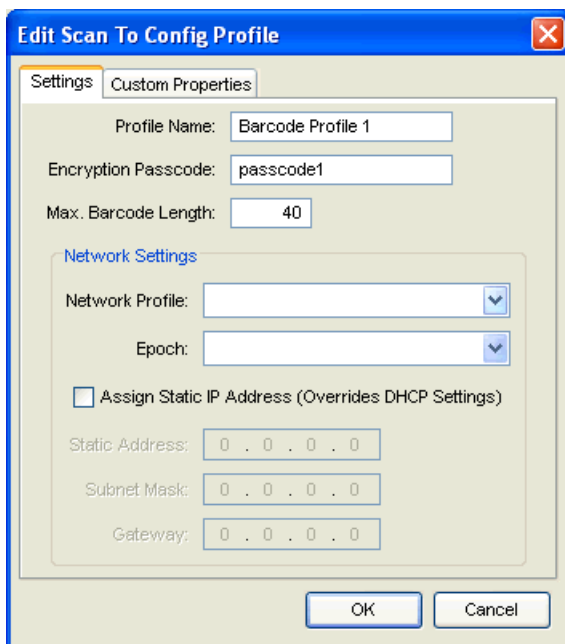 Edit Scan To Config Profile
Settings Custom Properties
Profile Name: Barcode Profile 1
Encryption Passcode: passcode1
Max. Barcode Length: 40
Network Settings
Network Profile:
Epoch:
Assign Static IP Address (Overrides DHCP Settings)
Static Address: 0 . 0 . 0 . 0
Subnet Mask: 0 . 0 . 0 . 0
Gateway: 0 . 0 . 0 . 0
OK Cancel